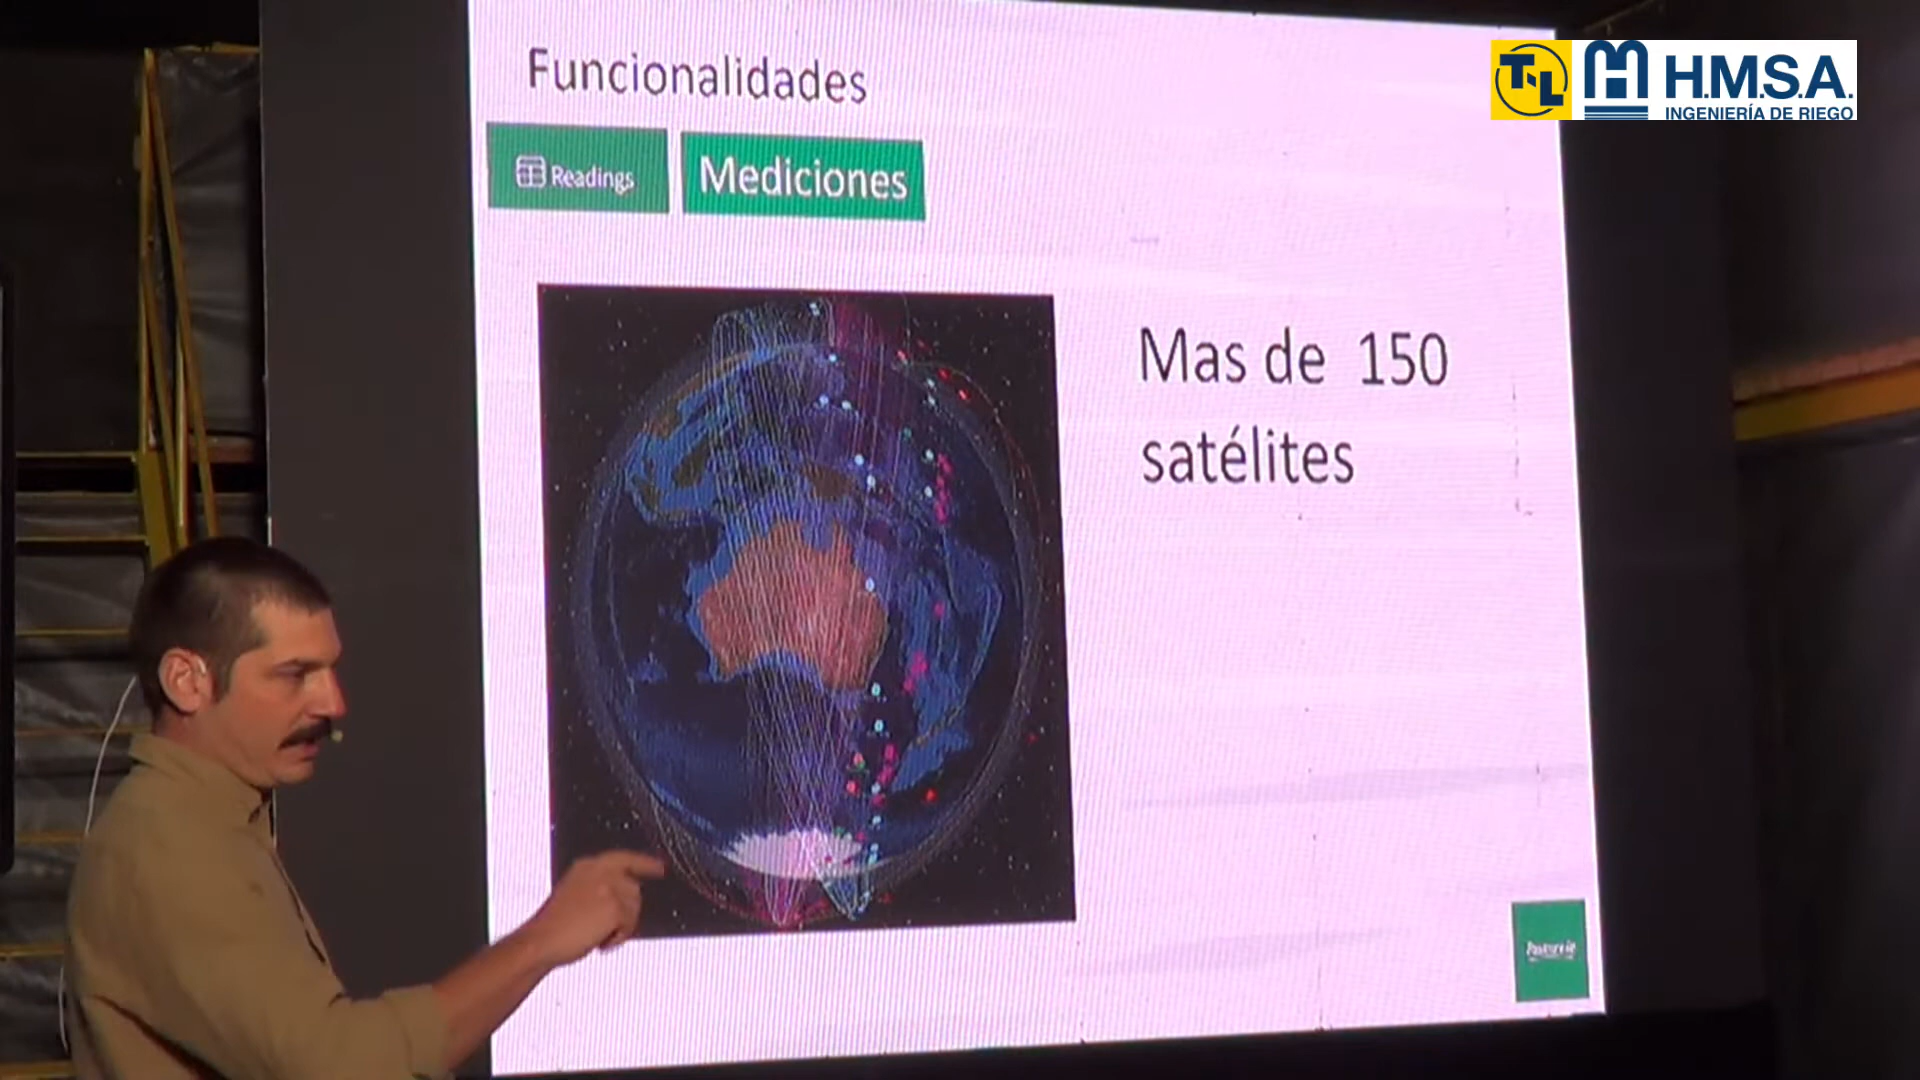 Funcionalidades
Readings
Mediciones
Mas de 150
satélites
T-L
H.M.S.A.
INGENIERÍA DE RIEGO